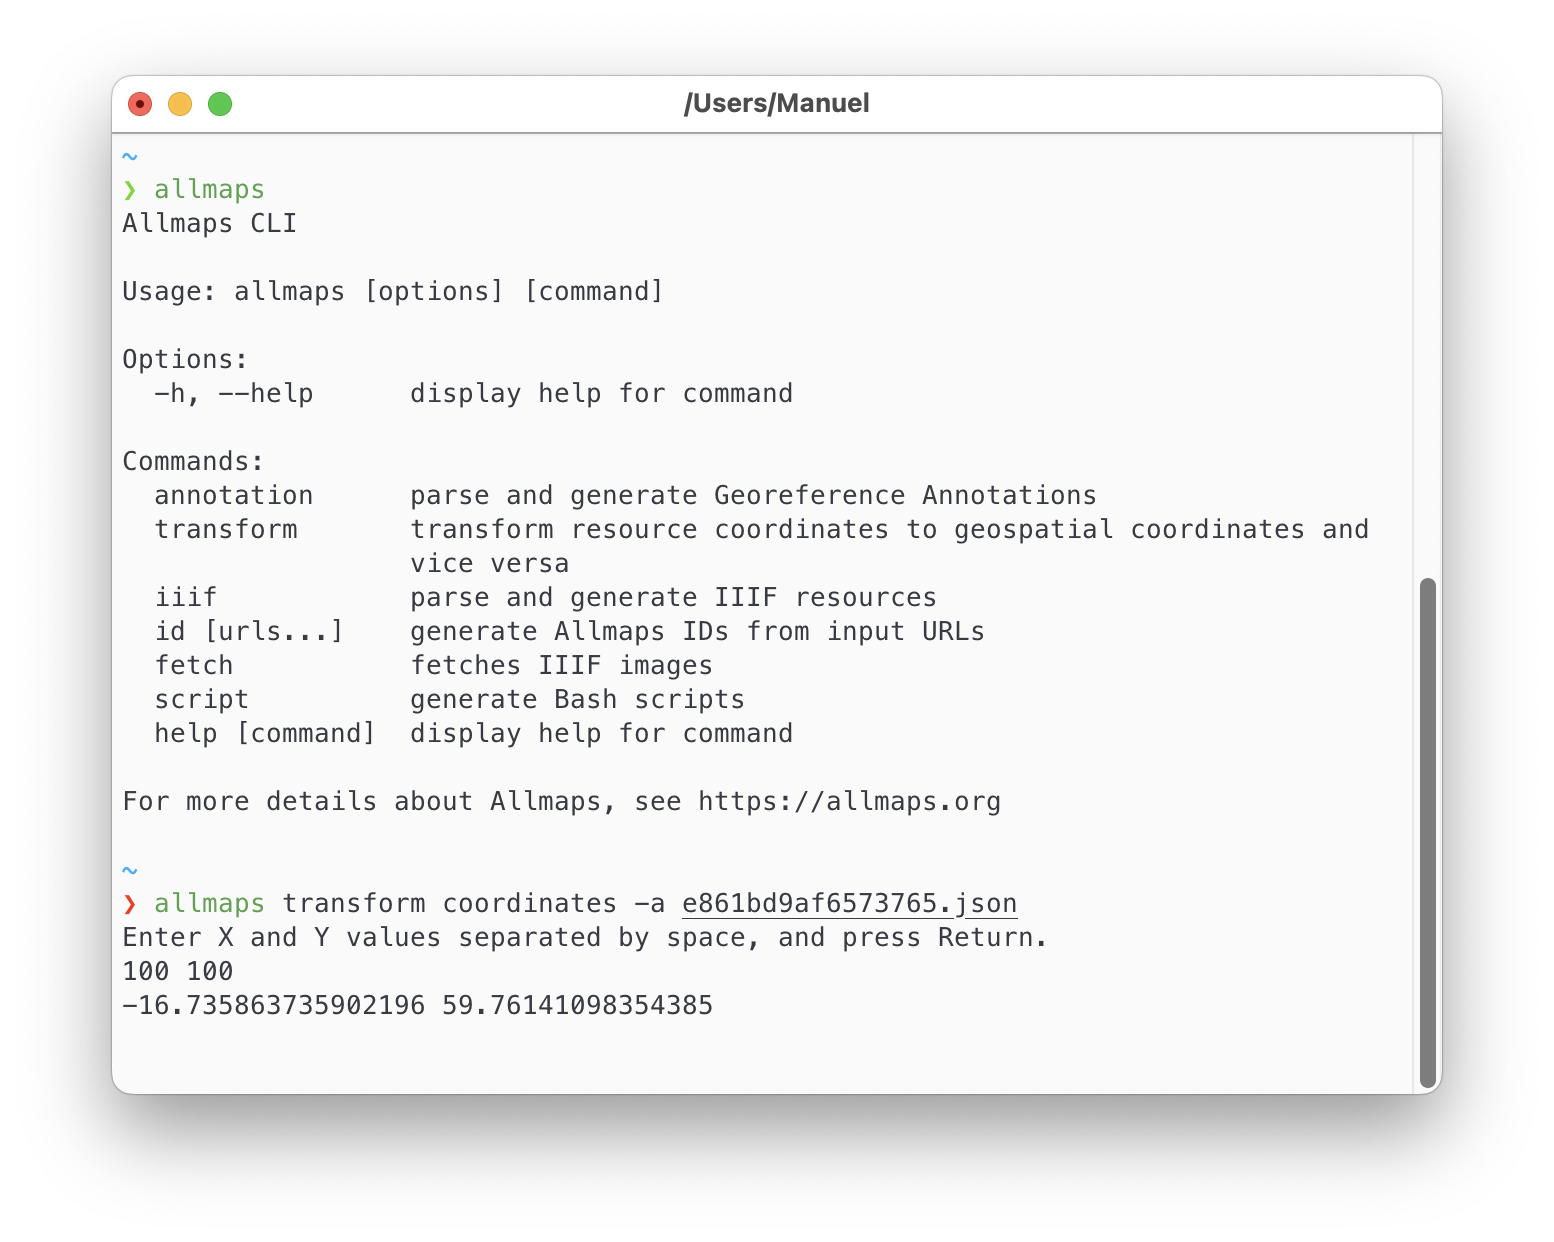 /Users/Manuel
~
❯ allmaps
Allmaps CLI
Usage: allmaps [options] [command]
Options:
-h, --help display help for command
Commands:
annotation parse and generate Georeference Annotations
transform transform resource coordinates to geospatial coordinates and
vice versa
iiif parse and generate IIIF resources
id [urls...] generate Allmaps IDs from input URLs
fetch fetches IIIF images
script generate Bash scripts
help [command] display help for command
For more details about Allmaps, see https://allmaps.org
~
❯ allmaps transform coordinates -a e861bd9af6573765.json
Enter X and Y values separated by space, and press Return.
100 100
-16.735863735902196 59.76141098354385